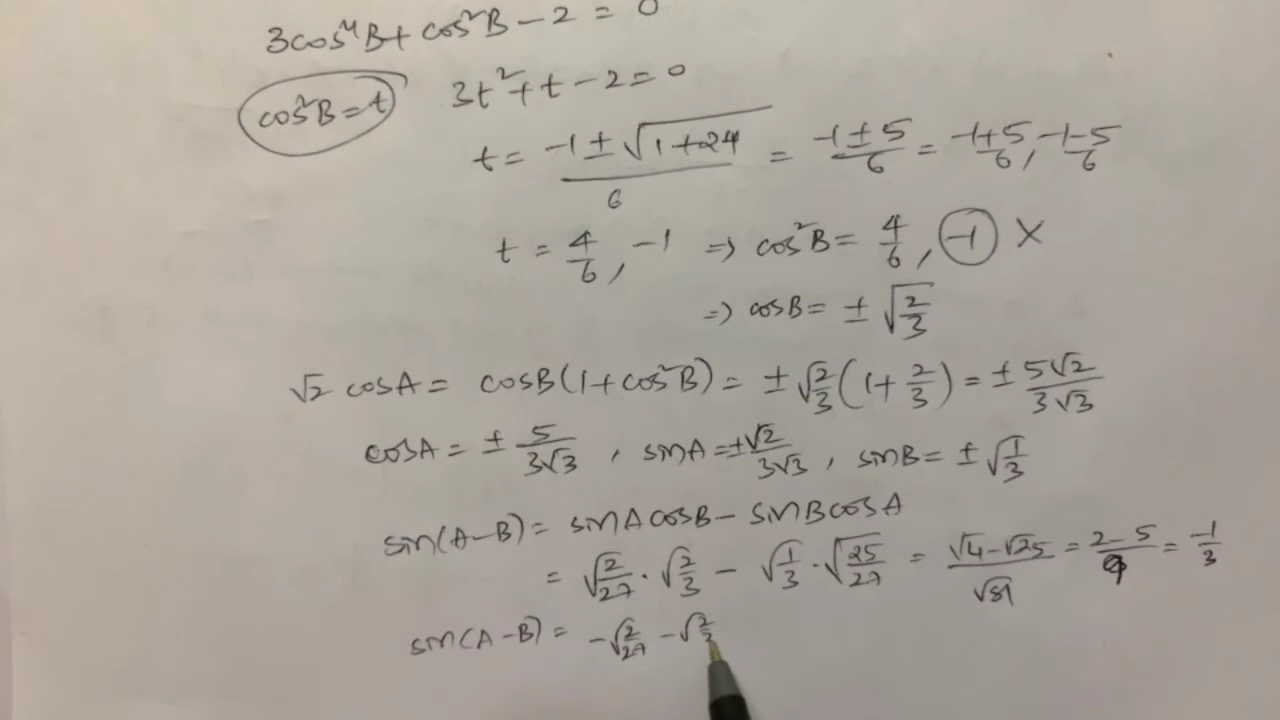 3cos⁴B + cos²B − 2 = 0
cos²B = t 3t² + t − 2 = 0
t = (−1 ± √(1+24))/6 = (−1 ± 5)/6 = (−1+5)/6, (−1−5)/6
t = 4/6, −1 ⇒ cos²B = 4/6, −1 ×
⇒ cosB = ± √(2/3)
√2 cosA = cosB(1 + cos²B) = ± √(2/3) (1 + 2/3) = ± 5√2/3√3
cosA = ± 5/3√3 , sinA = ± √2/3√3 , sinB = ± √(1/3)
sin(A−B) = sinA cosB − sinB cosA
= √(2/27) · √(2/3) − √(1/3) · √(25/27) = (√4 − √25)/√81 = (2−5)/9 = −1/3
sin(A−B) = −√(2/27) −√(2/3)